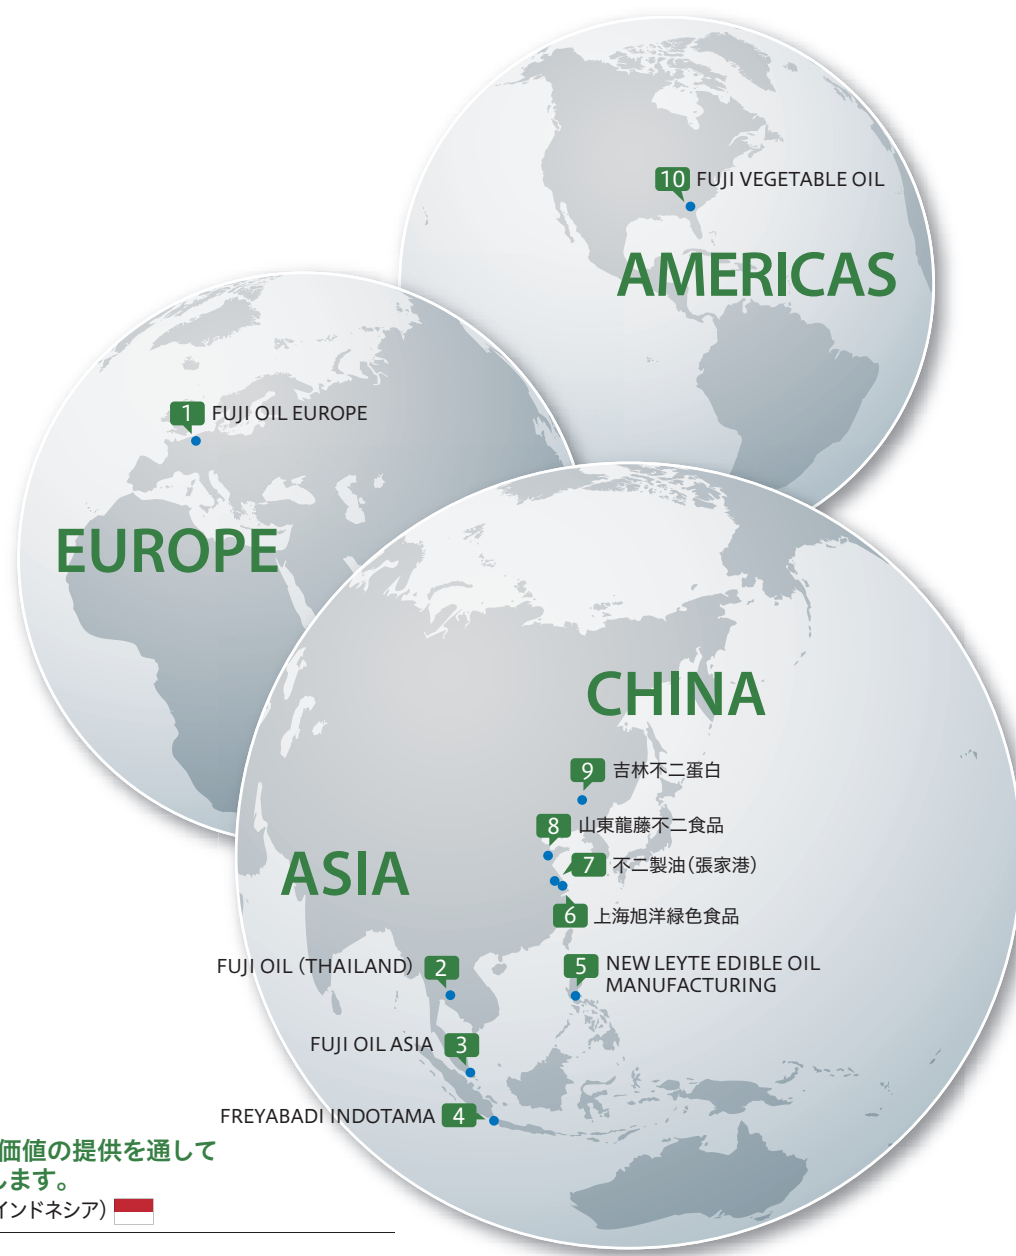 10 FUJI VEGETABLE OIL
AMERICAS
1 FUJI OIL EUROPE
EUROPE
CHINA
9 吉林不二蛋白
8 山東龍藤不二食品
7 不二製油（張家港）
6 上海旭洋緑色食品
ASIA
FUJI OIL（THAILAND） 2
5 NEW LEYTE EDIBLE OIL
MANUFACTURING
FUJI OIL ASIA 3
FREYABADI INDOTAMA 4
価値の提供を通して
します。
インドネシア）